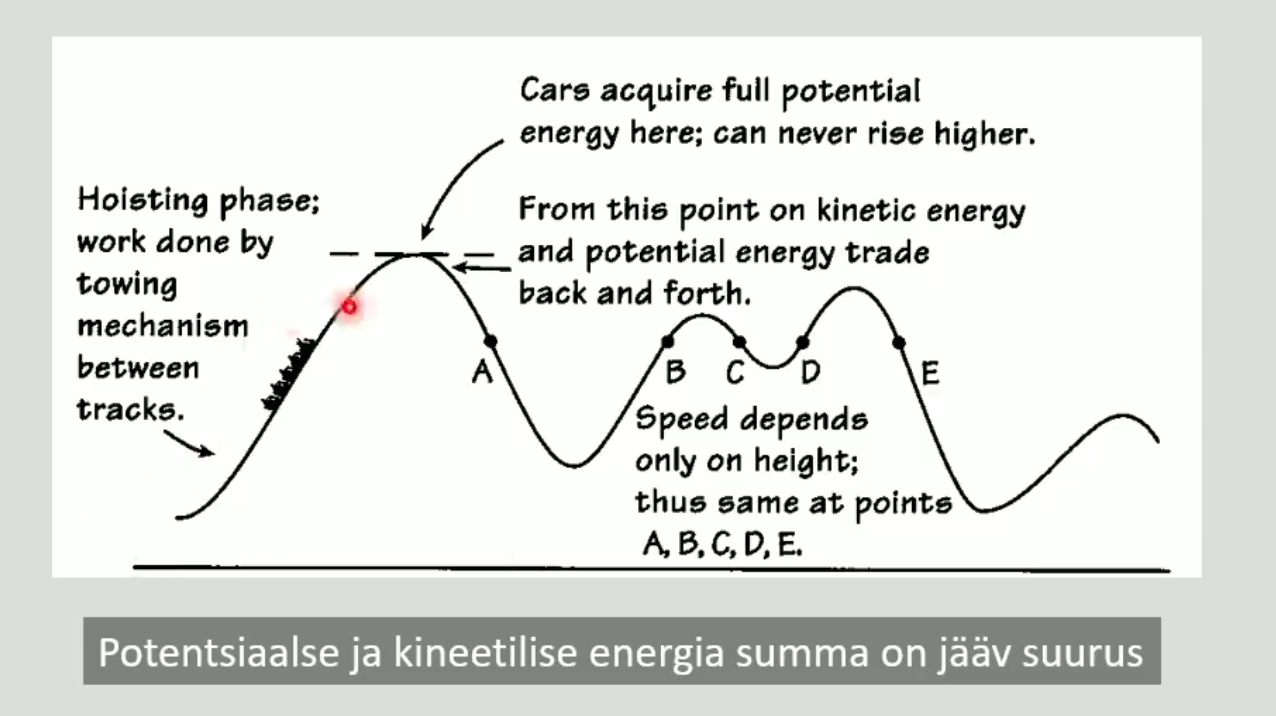 Cars acquire full potential
energy here; can never rise higher.
Hoisting phase;
work done by
towing
mechanism
between
tracks.
From this point on kinetic energy
and potential energy trade
back and forth.
A
B
C
D
E
Speed depends
only on height;
thus same at points
A, B, C, D, E.
Potentsiaalse ja kineetilise energia summa on jääv suurus